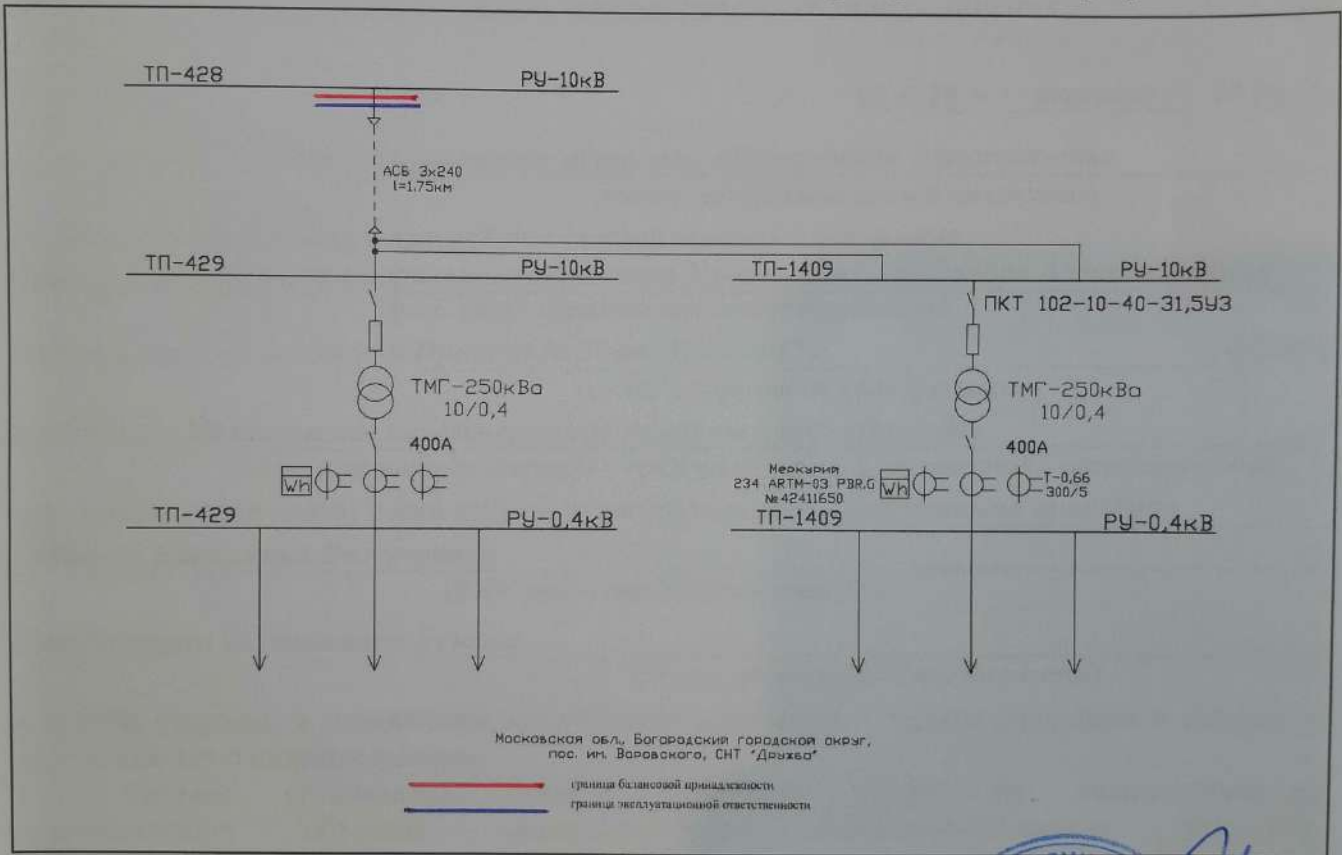 ТП-428
РУ-10кВ
АСБ 3х240
l=1.75км
ТП-429
РУ-10кВ
ТП-1409
РУ-10кВ
ПКТ 102-10-40-31,5У3
ТМГ-250кВа
10/0,4
ТМГ-250кВа
10/0,4
400А
400А
Wh
Меркурий
234 ARTM-03 PBR.G
№42411650
Wh
Т-0,66
300/5
ТП-429
РУ-0,4кВ
ТП-1409
РУ-0,4кВ
Московская обл., Богородский городской округ,
пос. им. Воровского, СНТ "Дружба"
граница балансовой принадлежности
граница эксплуатационной ответственности